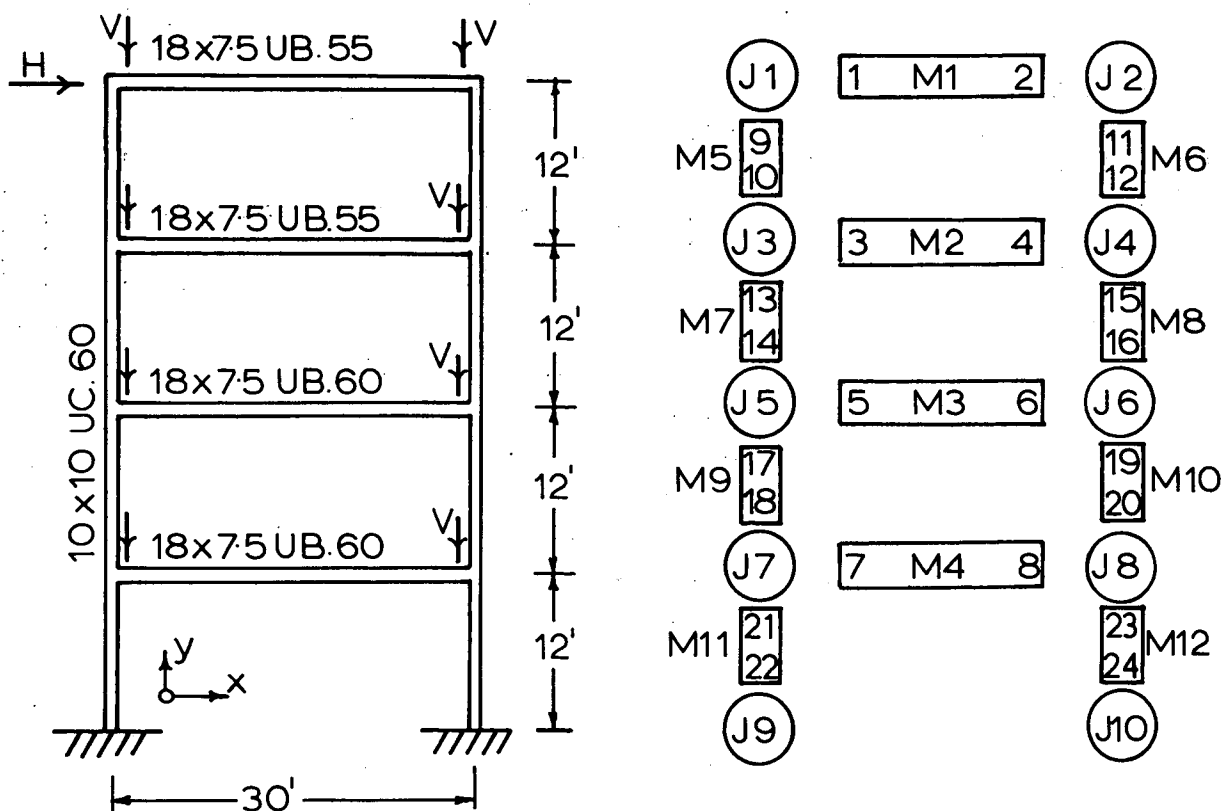 V 18x7·5 UB.55 V
H
12'
V 18x7·5 UB.55 V
12'
V 18x7·5 UB.60 V
10x10 UC.60
12'
V 18x7·5 UB.60 V
12'
y
x
30'
J1 1 M1 2 J2
M5 9 10 11 12 M6
J3 3 M2 4 J4
M7 13 14 15 16 M8
J5 5 M3 6 J6
M9 17 18 19 20 M10
J7 7 M4 8 J8
M11 21 22 23 24 M12
J9 J10